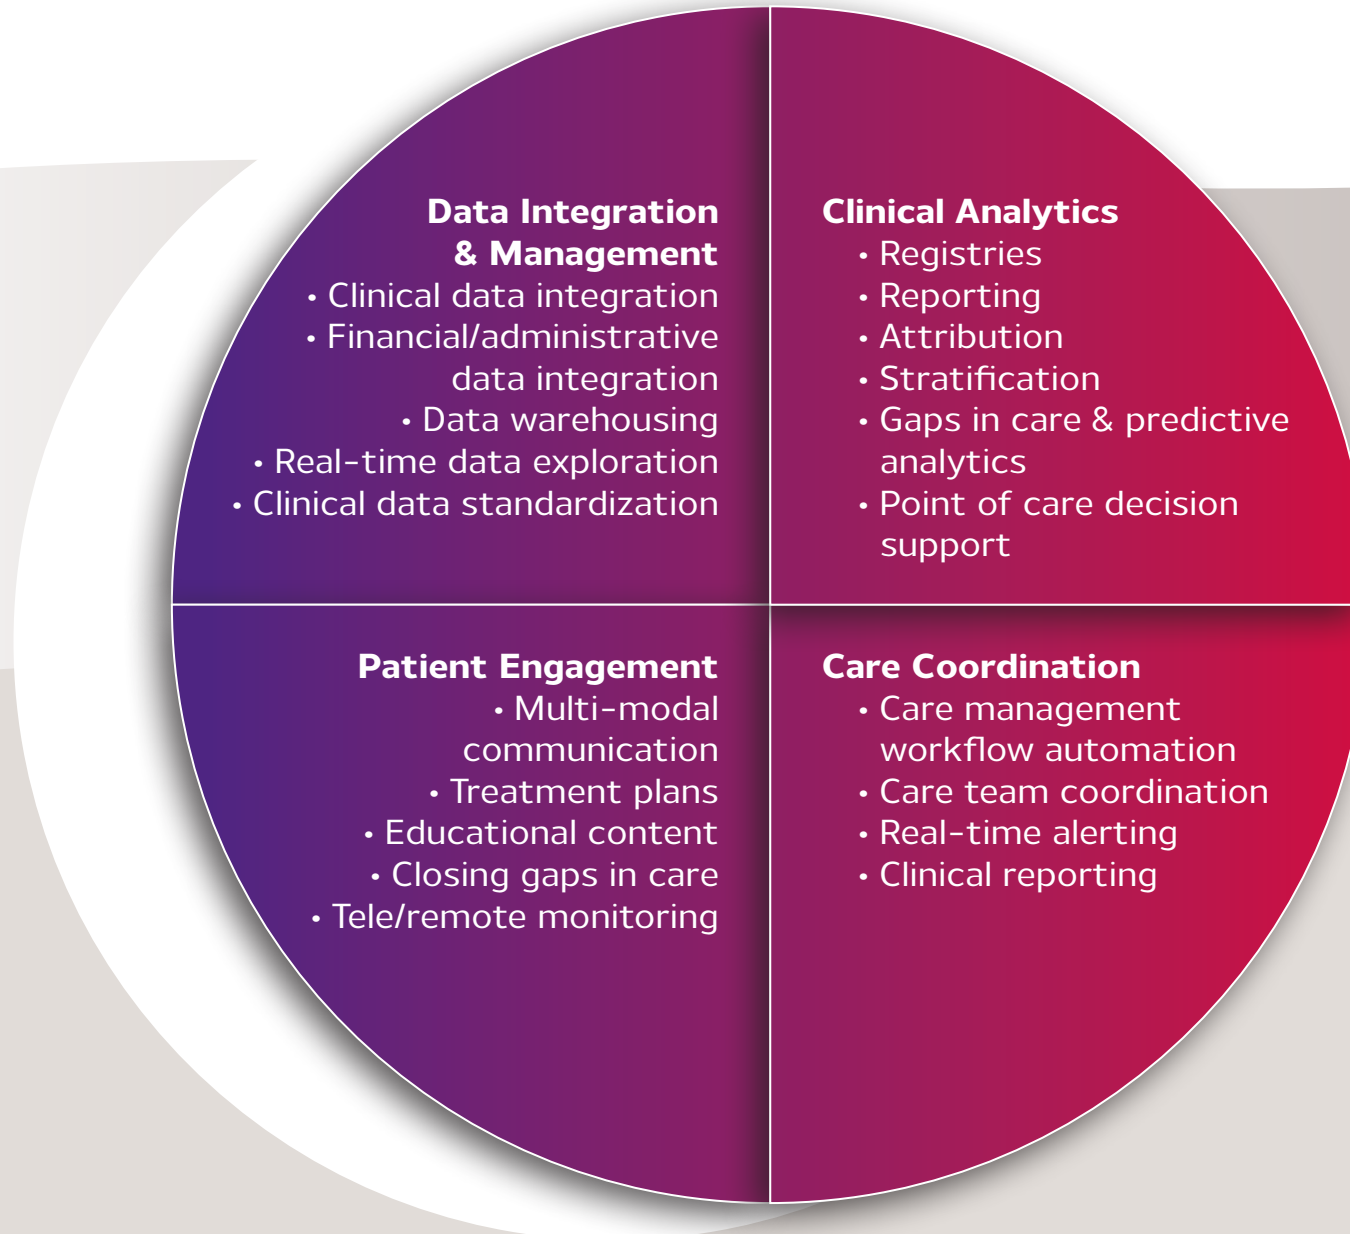 Data Integration
& Management
• Clinical data integration
• Financial/administrative
data integration
• Data warehousing
• Real-time data exploration
• Clinical data standardization
Clinical Analytics
• Registries
• Reporting
• Attribution
• Stratification
• Gaps in care & predictive
analytics
• Point of care decision
support
Patient Engagement
• Multi-modal
communication
• Treatment plans
• Educational content
• Closing gaps in care
• Tele/remote monitoring
Care Coordination
• Care management
workflow automation
• Care team coordination
• Real-time alerting
• Clinical reporting